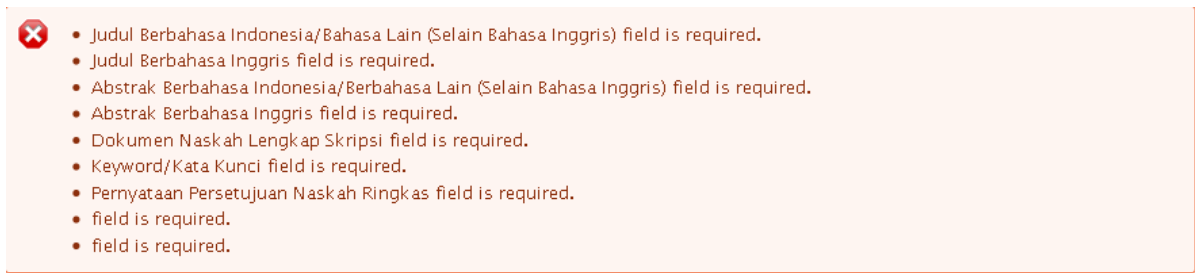 Judul Berbahasa Indonesia/Bahasa Lain (Selain Bahasa Inggris) field is required.
Judul Berbahasa Inggris field is required.
Abstrak Berbahasa Indonesia/Berbahasa Lain (Selain Bahasa Inggris) field is required.
Abstrak Berbahasa Inggris field is required.
Dokumen Naskah Lengkap Skripsi field is required.
Keyword/Kata Kunci field is required.
Pernyataan Persetujuan Naskah Ringkas field is required.
field is required.
field is required.